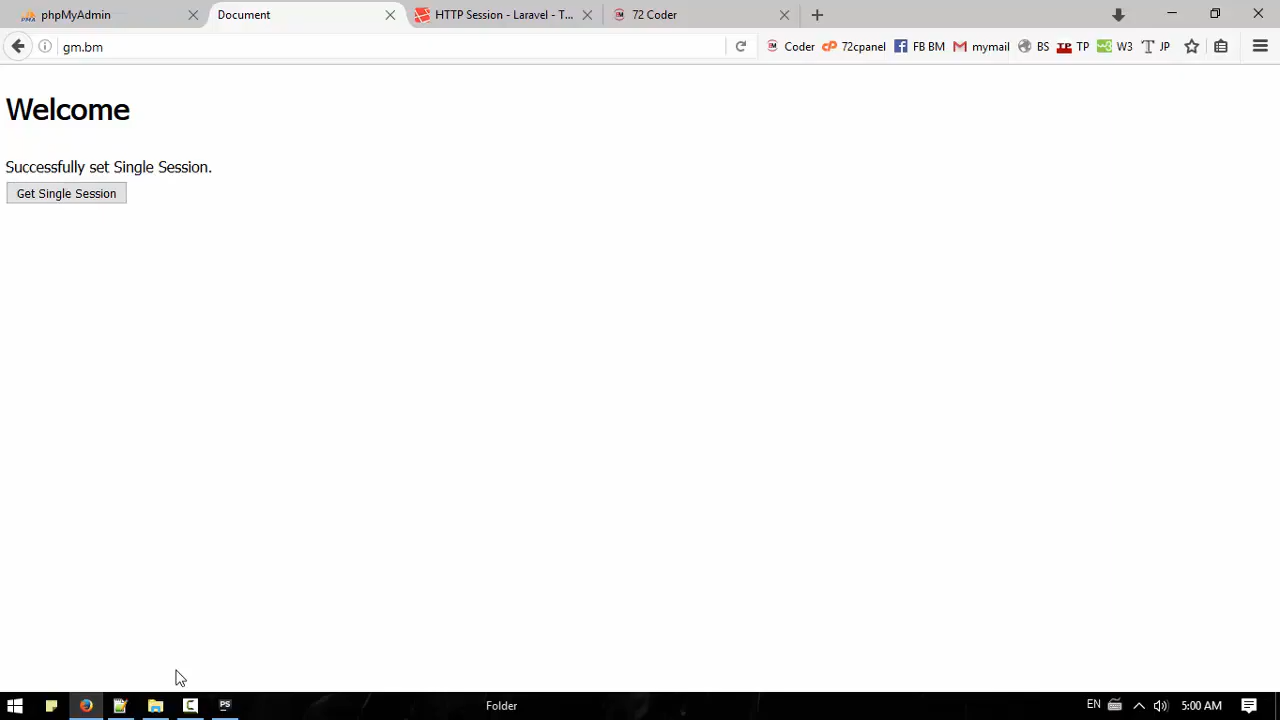 phpMyAdmin
Document
HTTP Session - Laravel - T...
72 Coder
gm.bm
Coder
72cpanel
FB BM
mymail
BS
TP
W3
JP
Welcome
Successfully set Single Session.
Get Single Session
Folder
EN
5:00 AM